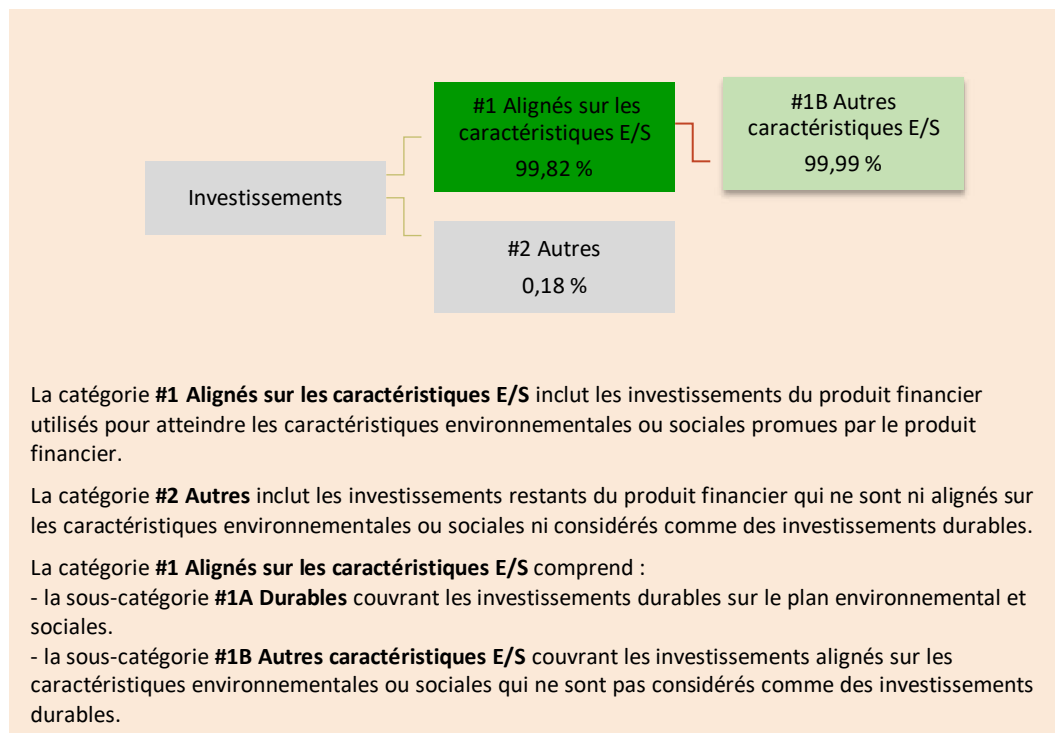 #1 Alignés sur les
caractéristiques E/S
99,82 %
#1B Autres
caractéristiques E/S
99,99 %
Investissements
#2 Autres
0,18 %
La catégorie #1 Alignés sur les caractéristiques E/S inclut les investissements du produit financier
utilisés pour atteindre les caractéristiques environnementales ou sociales promues par le produit
financier.
La catégorie #2 Autres inclut les investissements restants du produit financier qui ne sont ni alignés sur
les caractéristiques environnementales ou sociales ni considérés comme des investissements durables.
La catégorie #1 Alignés sur les caractéristiques E/S comprend :
- la sous-catégorie #1A Durables couvrant les investissements durables sur le plan environnemental et
sociales.
- la sous-catégorie #1B Autres caractéristiques E/S couvrant les investissements alignés sur les
caractéristiques environnementales ou sociales qui ne sont pas considérés comme des investissements
durables.